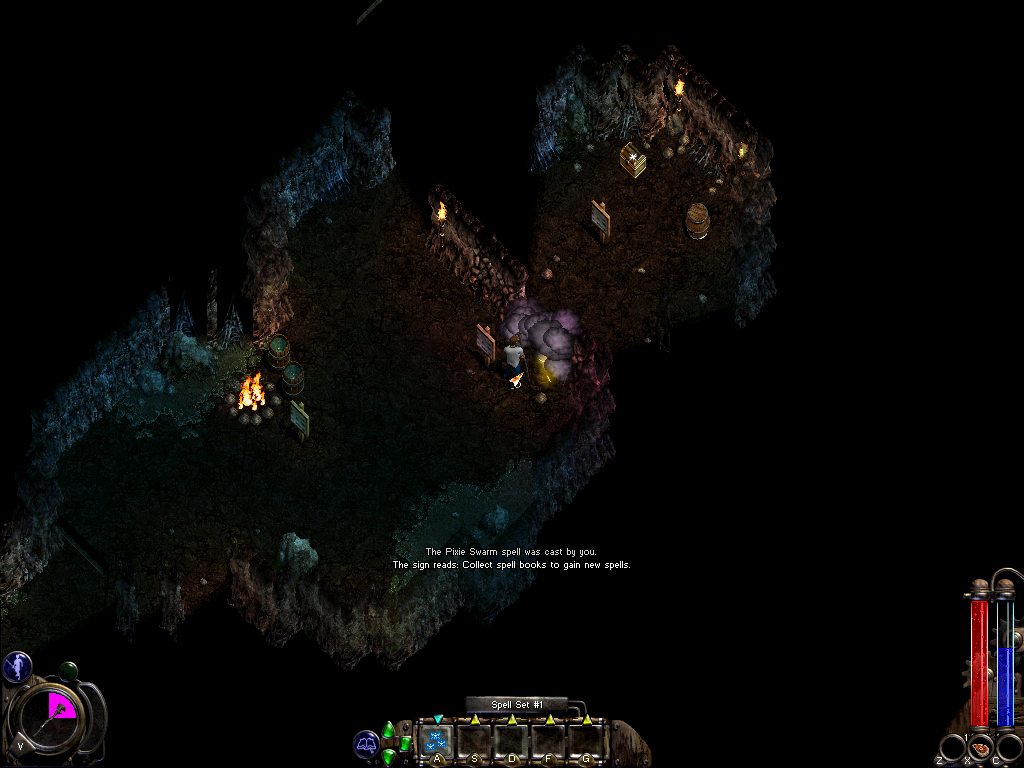 The Pixie Swarm spell was cast by you.
The sign reads: Collect spell books to gain new spells.
Spell Set #1
A S D F G
V
1
Z X C